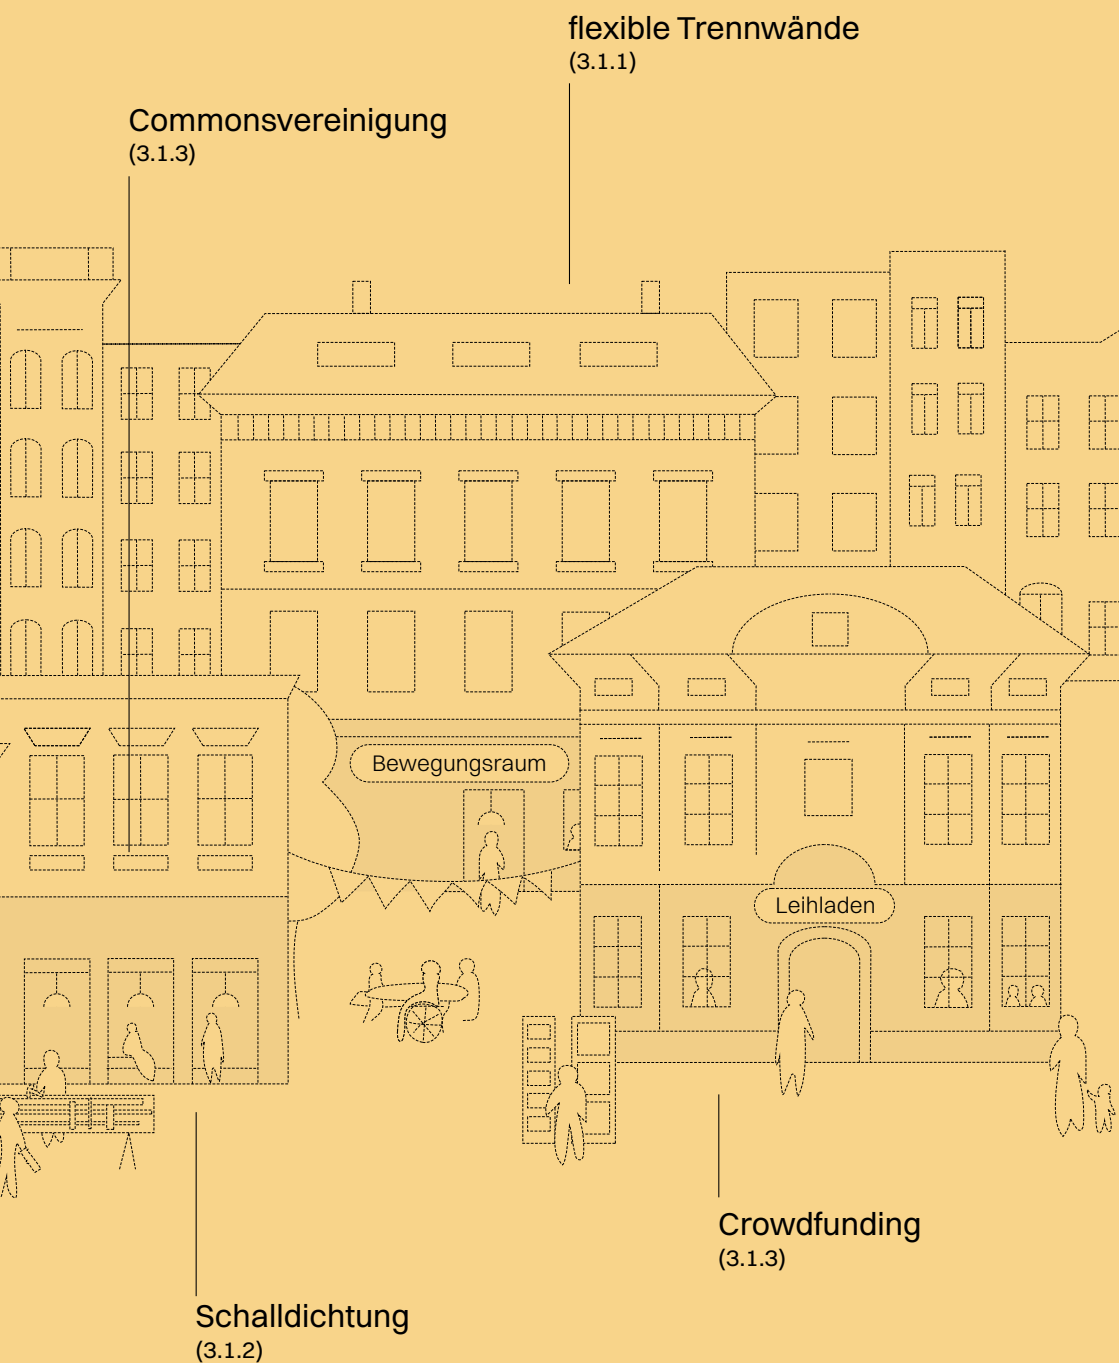 flexible Trennwände
(3.1.1)
Commonsvereinigung
(3.1.3)
Bewegungsraum
Leihladen
Crowdfunding
(3.1.3)
Schalldichtung
(3.1.2)